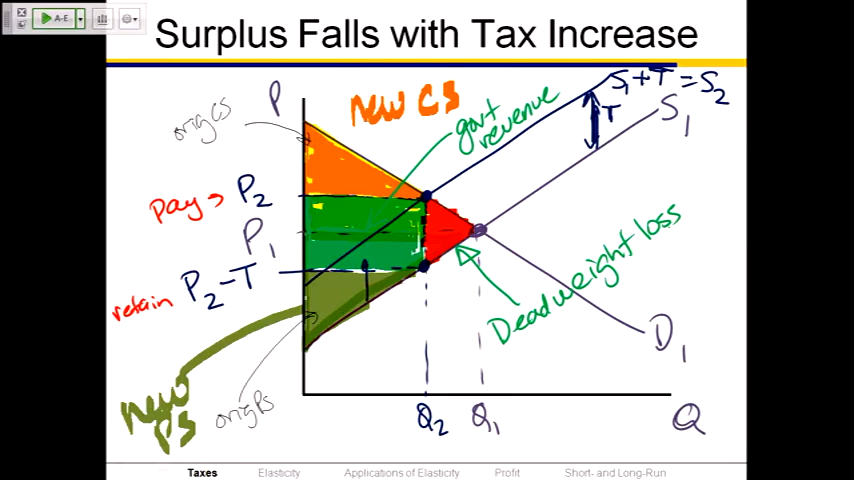 A-E
Surplus Falls with Tax Increase
S1+T=S2
P
new CS
govt
revenue
T
S1
orig CS
pay → P2
P1
retain P2-T
Deadweight loss
D1
new
PS
orig Ps
Q2
Q1
Q
Taxes
Elasticity
Applications of Elasticity
Profit
Short- and Long-Run